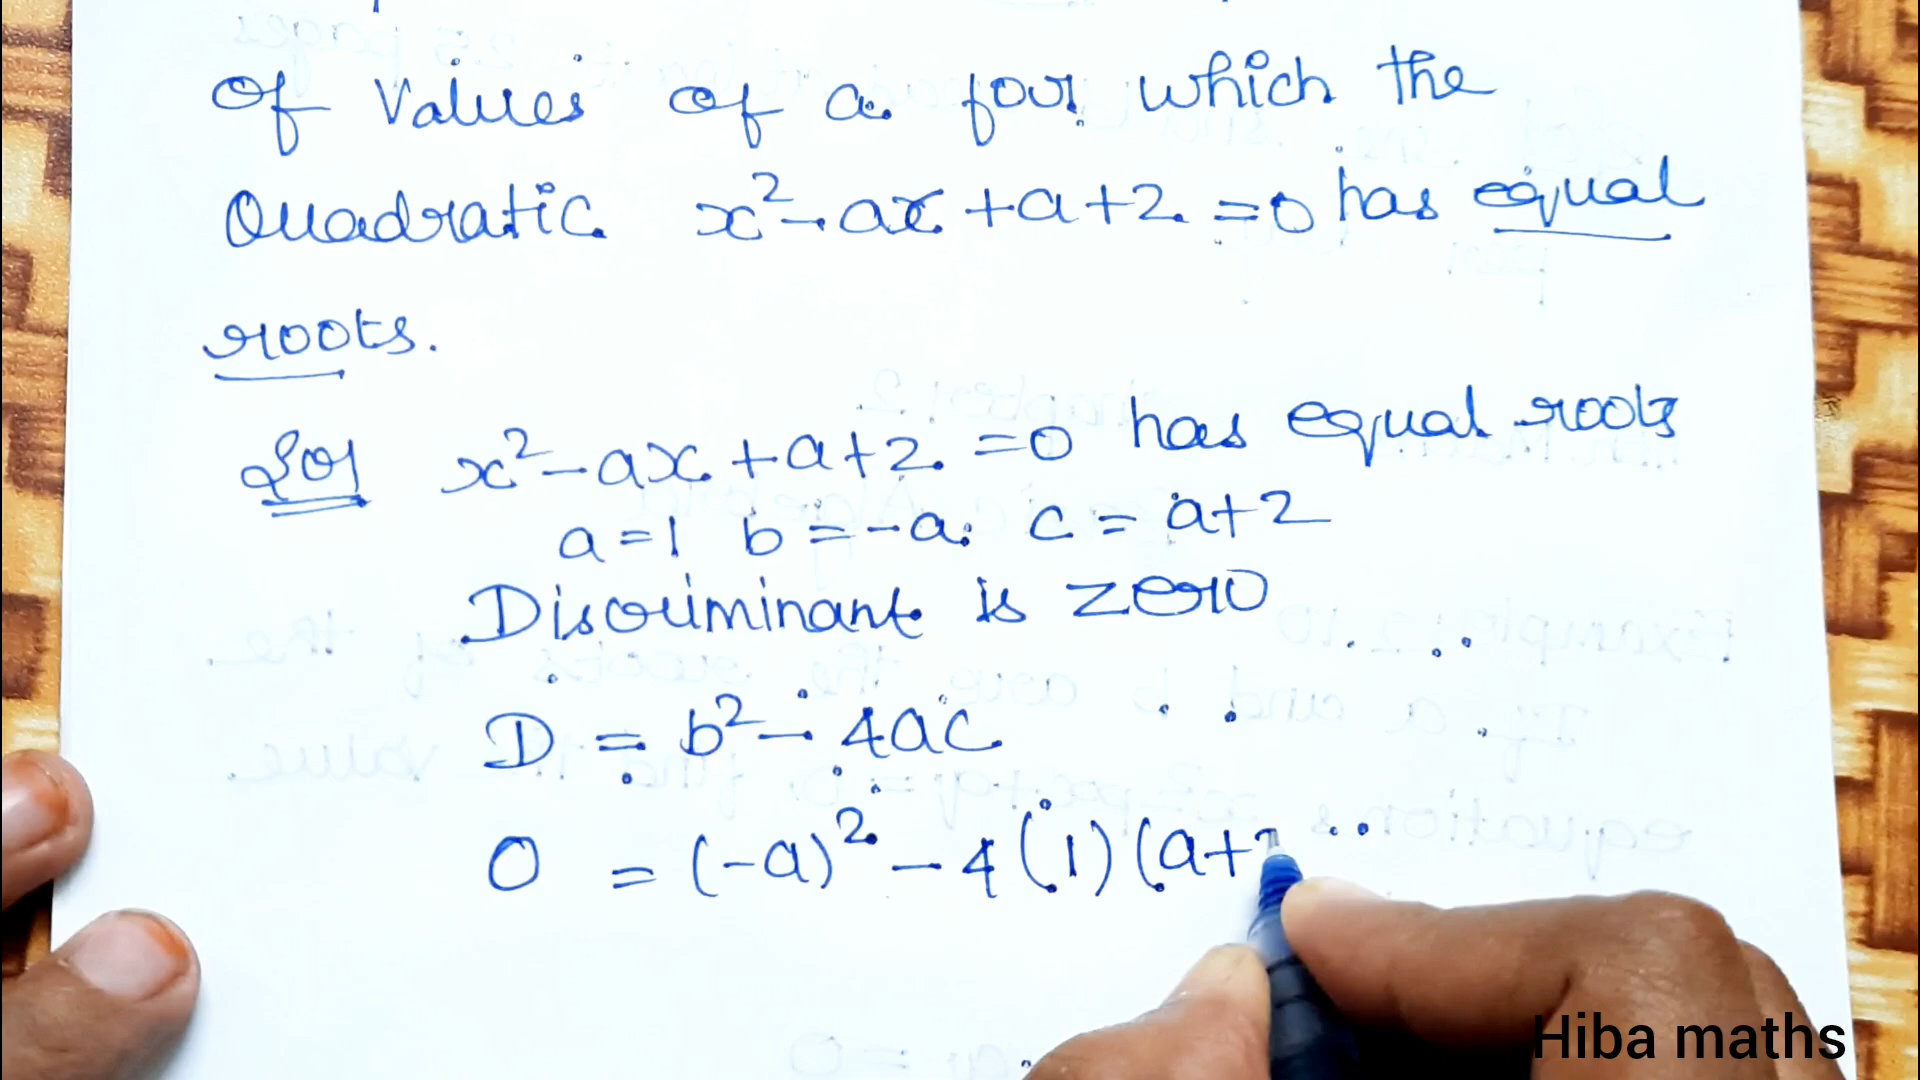 of values of a for which the
Quadratic x² - ax + a + 2 = 0 has equal
roots.
Sol x² - ax + a + 2 = 0 has equal roots
a = 1 b = -a c = a + 2
Discriminant is zero
D = b² - 4ac
0 = (-a)² - 4(1)(a+
Hiba maths